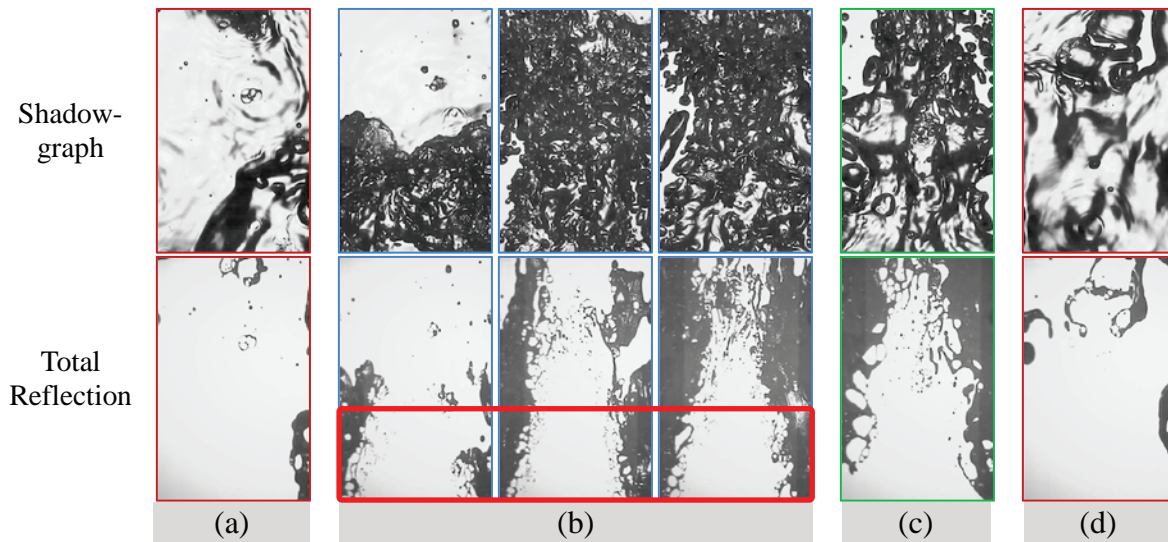 Shadow-
graph
Total
Reflection
(a)
(b)
(c)
(d)